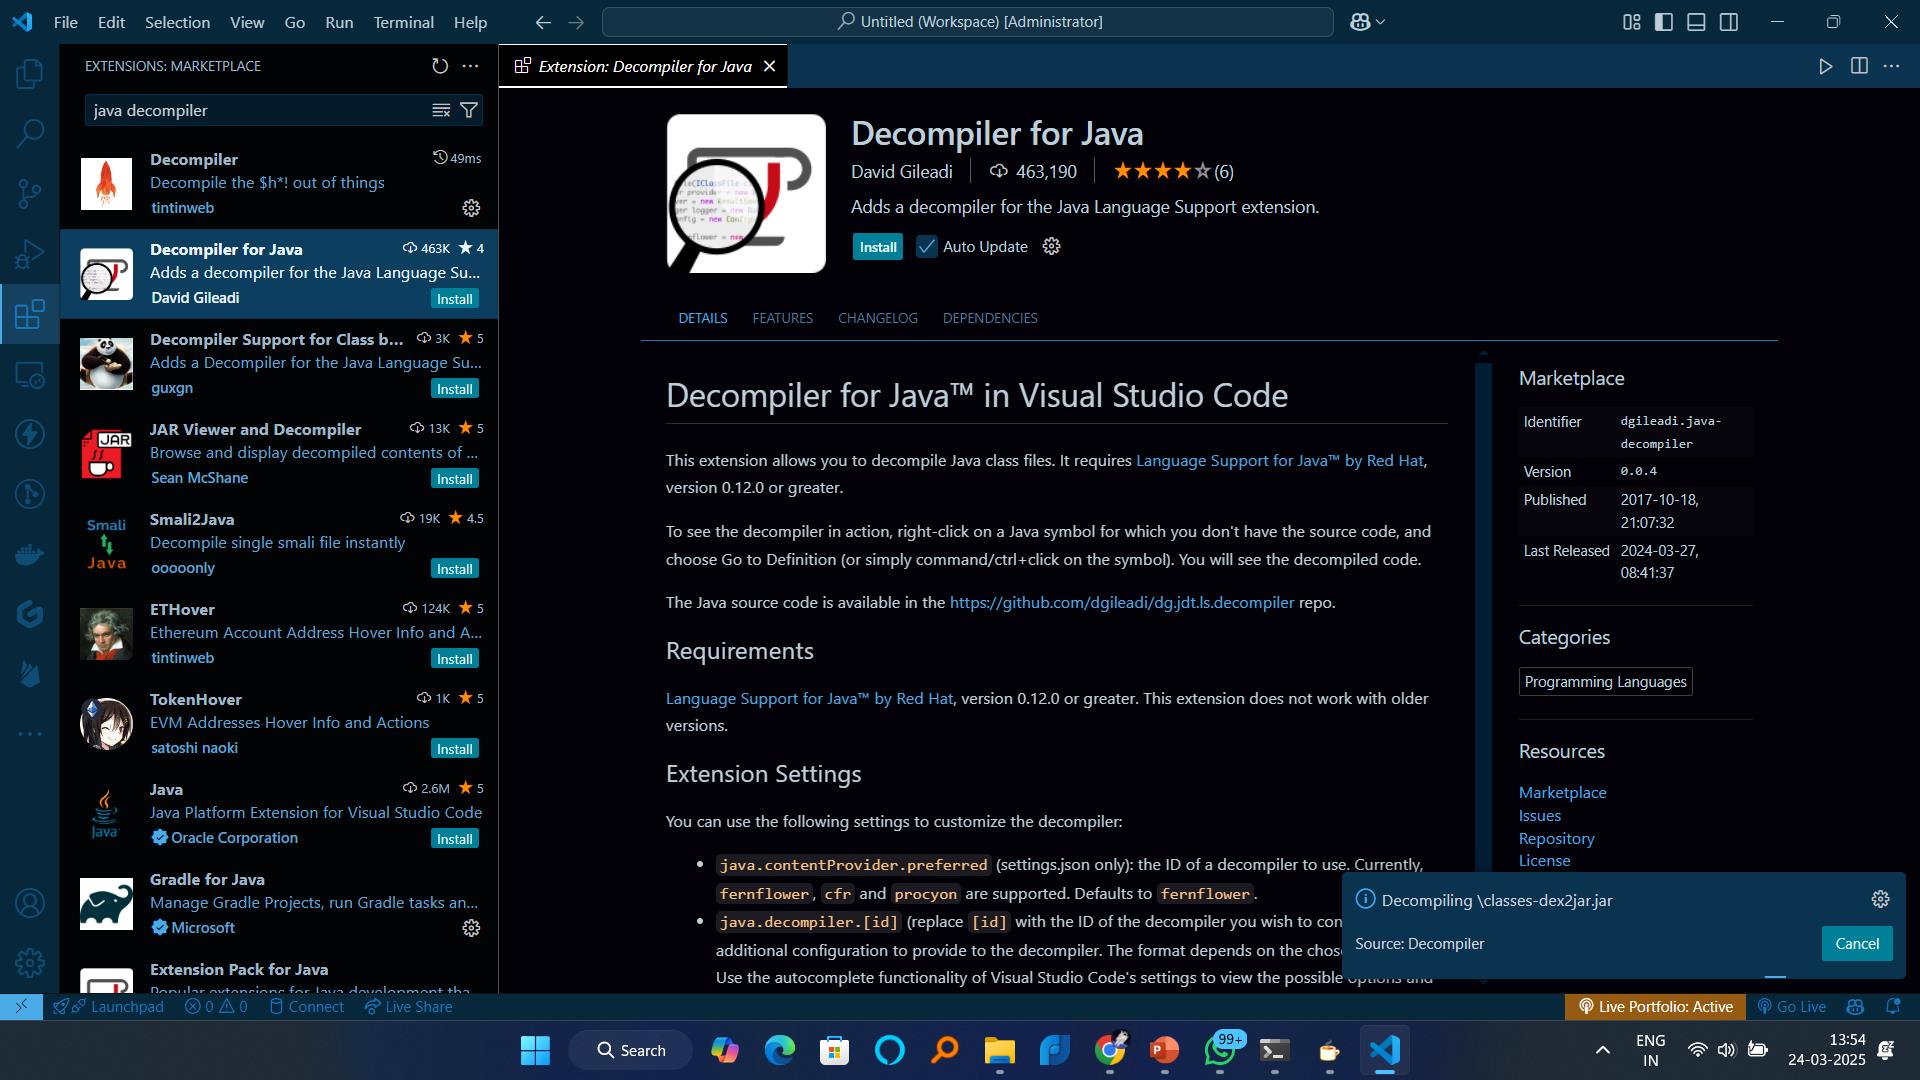 File Edit Selection View Go Run Terminal Help
Untitled (Workspace) [Administrator]
EXTENSIONS: MARKETPLACE
java decompiler
Decompiler 49ms
Decompile the $h*! out of things
tintinweb
Decompiler for Java 463K 4
Adds a decompiler for the Java Language Su...
David Gileadi Install
Decompiler Support for Class b... 3K 5
Adds a Decompiler for the Java Language Su...
guxgn Install
JAR
JAR Viewer and Decompiler 13K 5
Browse and display decompiled contents of ...
Sean McShane Install
Smali
Java
Smali2Java 19K 4.5
Decompile single smali file instantly
ooooonly Install
ETHover 124K 5
Ethereum Account Address Hover Info and A...
tintinweb Install
TokenHover 1K 5
EVM Addresses Hover Info and Actions
satoshi naoki Install
Java
Java 2.6M 5
Java Platform Extension for Visual Studio Code
Oracle Corporation Install
Gradle for Java
Manage Gradle Projects, run Gradle tasks an...
Microsoft
Extension Pack for Java
Popular extensions for Java development tha...
Extension: Decompiler for Java
Decompiler for Java
David Gileadi 463,190 (6)
Adds a decompiler for the Java Language Support extension.
Install Auto Update
DETAILS FEATURES CHANGELOG DEPENDENCIES
Decompiler for Java™ in Visual Studio Code
This extension allows you to decompile Java class files. It requires Language Support for Java™ by Red Hat,
version 0.12.0 or greater.
To see the decompiler in action, right-click on a Java symbol for which you don't have the source code, and
choose Go to Definition (or simply command/ctrl+click on the symbol). You will see the decompiled code.
The Java source code is available in the https://github.com/dgileadi/dg.jdt.ls.decompiler repo.
Requirements
Language Support for Java™ by Red Hat, version 0.12.0 or greater. This extension does not work with older
versions.
Extension Settings
You can use the following settings to customize the decompiler:
• java.contentProvider.preferred (settings.json only): the ID of a decompiler to use. Currently,
fernflower, cfr and procyon are supported. Defaults to fernflower.
• java.decompiler.[id] (replace [id] with the ID of the decompiler you wish to con
additional configuration to provide to the decompiler. The format depends on the chos
Use the autocomplete functionality of Visual Studio Code's settings to view the possible options and
Marketplace
Identifier dgileadi.java-
decompiler
Version 0.0.4
Published 2017-10-18,
21:07:32
Last Released 2024-03-27,
08:41:37
Categories
Programming Languages
Resources
Marketplace
Issues
Repository
License
Decompiling \classes-dex2jar.jar
Source: Decompiler Cancel
Launchpad 0 0 Connect Live Share
Live Portfolio: Active Go Live
Search
99+
ENG
IN
13:54
24-03-2025